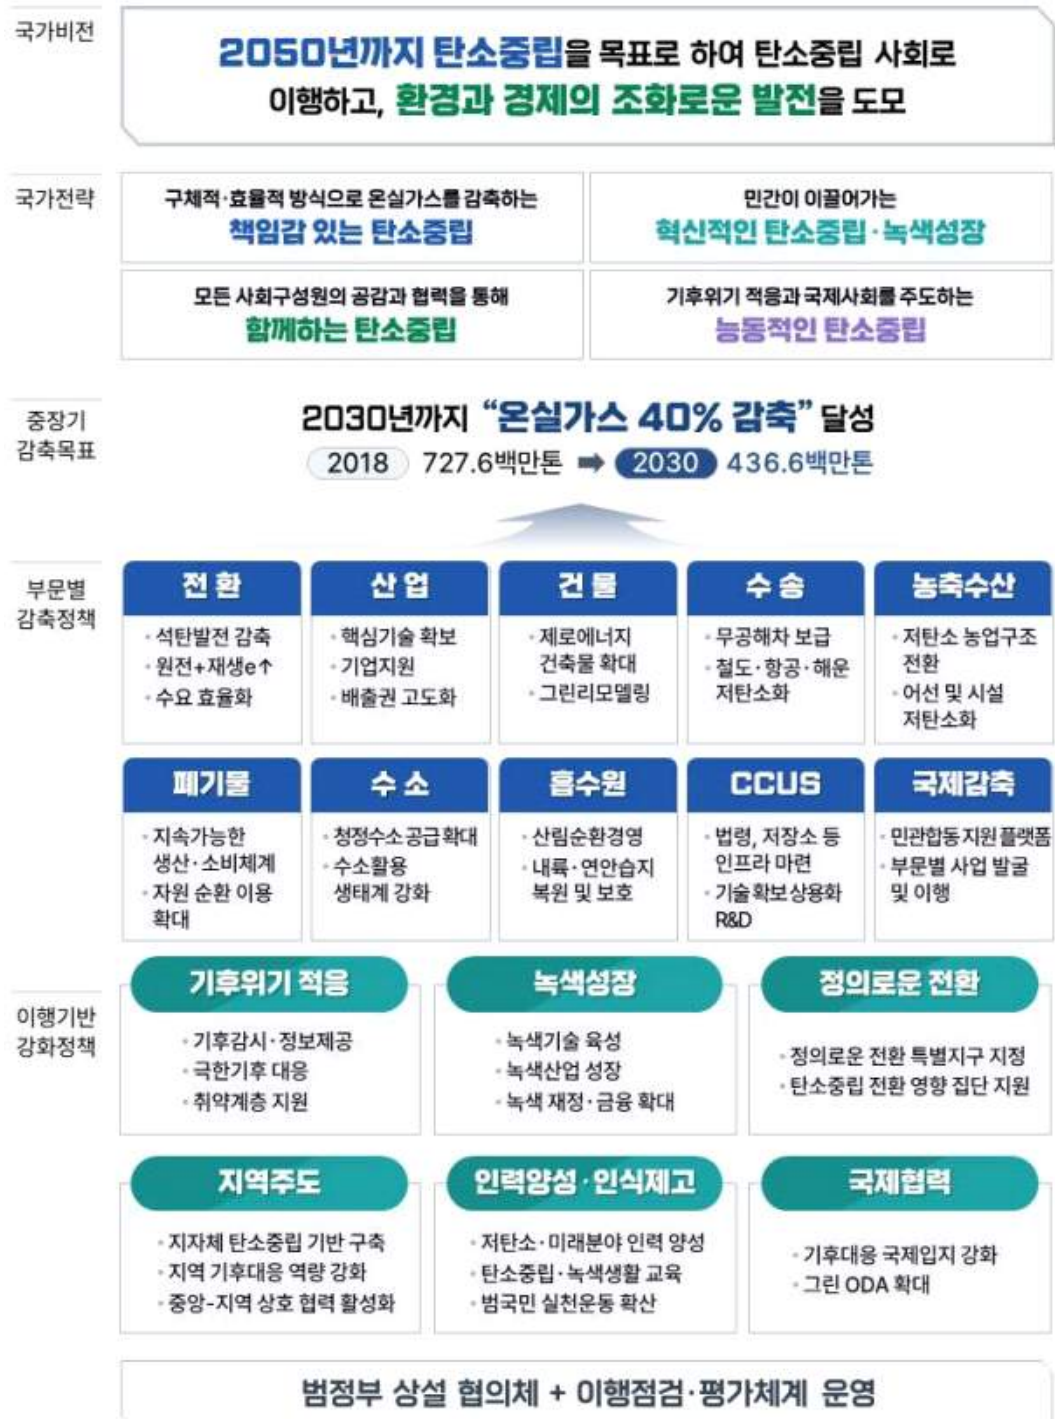 국가비전
2050년까지 탄소중립을 목표로 하여 탄소중립 사회로
이행하고, 환경과 경제의 조화로운 발전을 도모
국가전략
구체적·효율적 방식으로 온실가스를 감축하는
책임감 있는 탄소중립
민간이 이끌어가는
혁신적인 탄소중립·녹색성장
모든 사회구성원의 공감과 협력을 통해
함께하는 탄소중립
기후위기 적응과 국제사회를 주도하는
능동적인 탄소중립
중장기
감축목표
2030년까지 “온실가스 40% 감축” 달성
2018 727.6백만톤 ➡ 2030 436.6백만톤
부문별
감축정책
전환
· 석탄발전 감축
· 원전+재생e↑
· 수요 효율화
산업
· 핵심기술 확보
· 기업지원
· 배출권 고도화
건물
· 제로에너지
건축물 확대
· 그린리모델링
수송
· 무공해차 보급
· 철도·항공·해운
저탄소화
농축수산
· 저탄소 농업구조
전환
· 어선 및 시설
저탄소화
폐기물
· 지속가능한
생산·소비체계
· 자원 순환 이용
확대
수소
· 청정수소 공급 확대
· 수소활용
생태계 강화
흡수원
· 산림순환경영
· 내륙·연안습지
복원 및 보호
CCUS
· 법령, 저장소 등
인프라 마련
· 기술 확보 상용화
R&D
국제감축
· 민관합동 지원 플랫폼
· 부문별 사업 발굴
및 이행
이행기반
강화정책
기후위기 적응
· 기후감시·정보제공
· 극한기후 대응
· 취약계층 지원
녹색성장
· 녹색기술 육성
· 녹색산업 성장
· 녹색 재정·금융 확대
정의로운 전환
· 정의로운 전환 특별지구 지정
· 탄소중립 전환 영향 집단 지원
지역주도
· 지자체 탄소중립 기반 구축
· 지역 기후대응 역량 강화
· 중앙-지역 상호 협력 활성화
인력양성·인식제고
· 저탄소·미래분야 인력 양성
· 탄소중립·녹색생활 교육
· 범국민 실천운동 확산
국제협력
· 기후대응 국제입지 강화
· 그린 ODA 확대
범정부 상설 협의체 + 이행점검·평가체계 운영